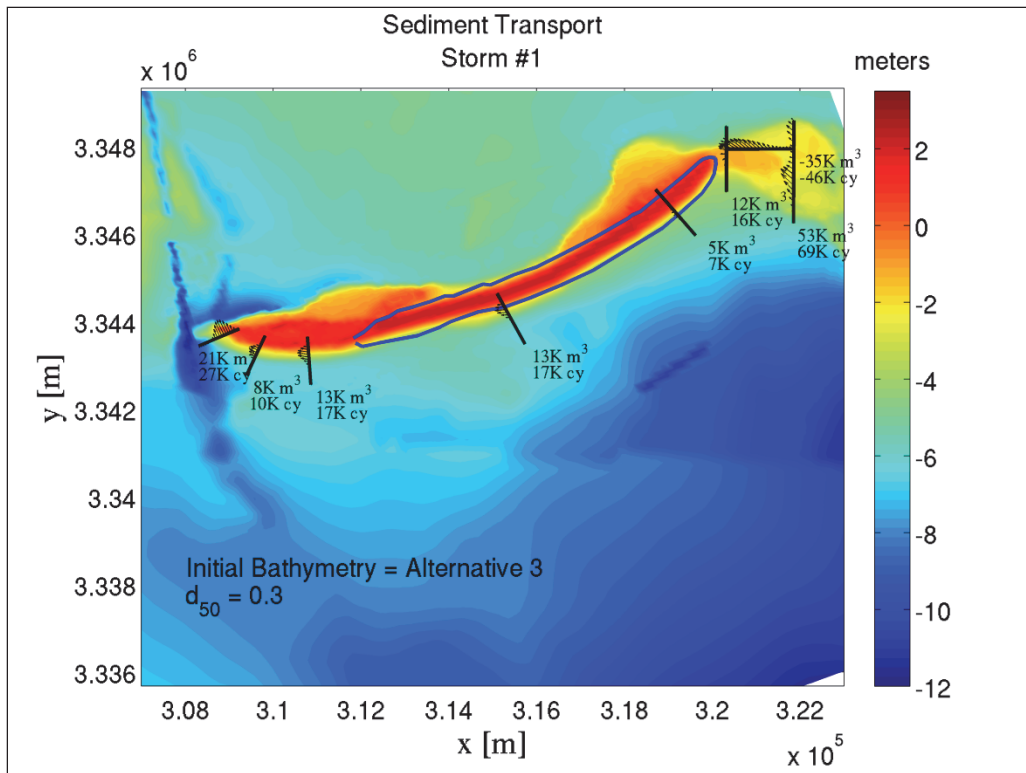 Sediment Transport
Storm #1
x 10^6
meters
3.348
3.346
3.344
3.342
3.34
3.338
3.336
y [m]
-35K m^3
-46K cy
12K m^3
16K cy
53K m^3
69K cy
5K m^3
7K cy
21K m^3
27K cy
8K m^3
10K cy
13K m^3
17K cy
13K m^3
17K cy
Initial Bathymetry = Alternative 3
d_50 = 0.3
2
0
-2
-4
-6
-8
-10
-12
3.08
3.1
3.12
3.14
3.16
3.18
3.2
3.22
x [m]
x 10^5